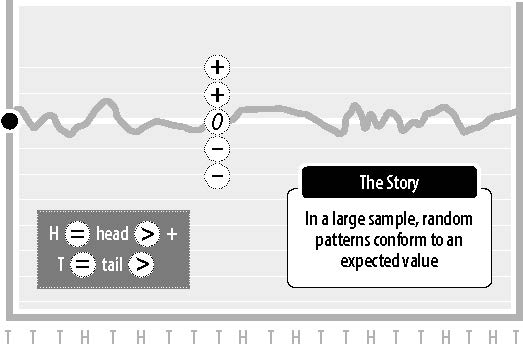 +
+
0
−
−
The Story
In a large sample, random
patterns conform to an
expected value
H = head > +
T = tail >
T T T H T H T T T H T H T T H T T H T H T